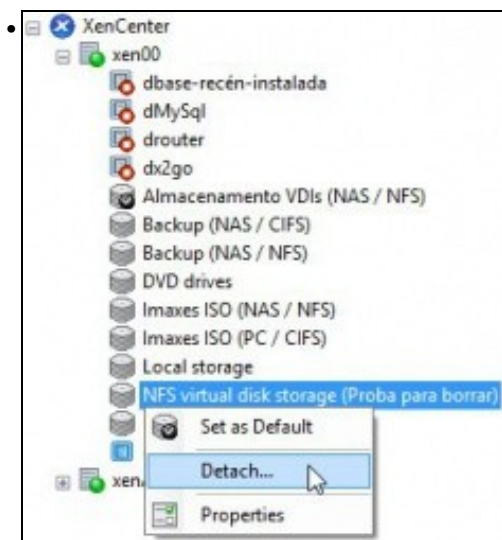 XenCenter
xen00
dbase-recén-instalada
dMySql
drouter
dx2go
Almacenamento VDIs (NAS / NFS)
Backup (NAS / CIFS)
Backup (NAS / NFS)
DVD drives
Imaxes ISO (NAS / NFS)
Imaxes ISO (PC / CIFS)
Local storage
NFS virtual disk storage (Proba para borrar)
Set as Default
Detach...
Properties